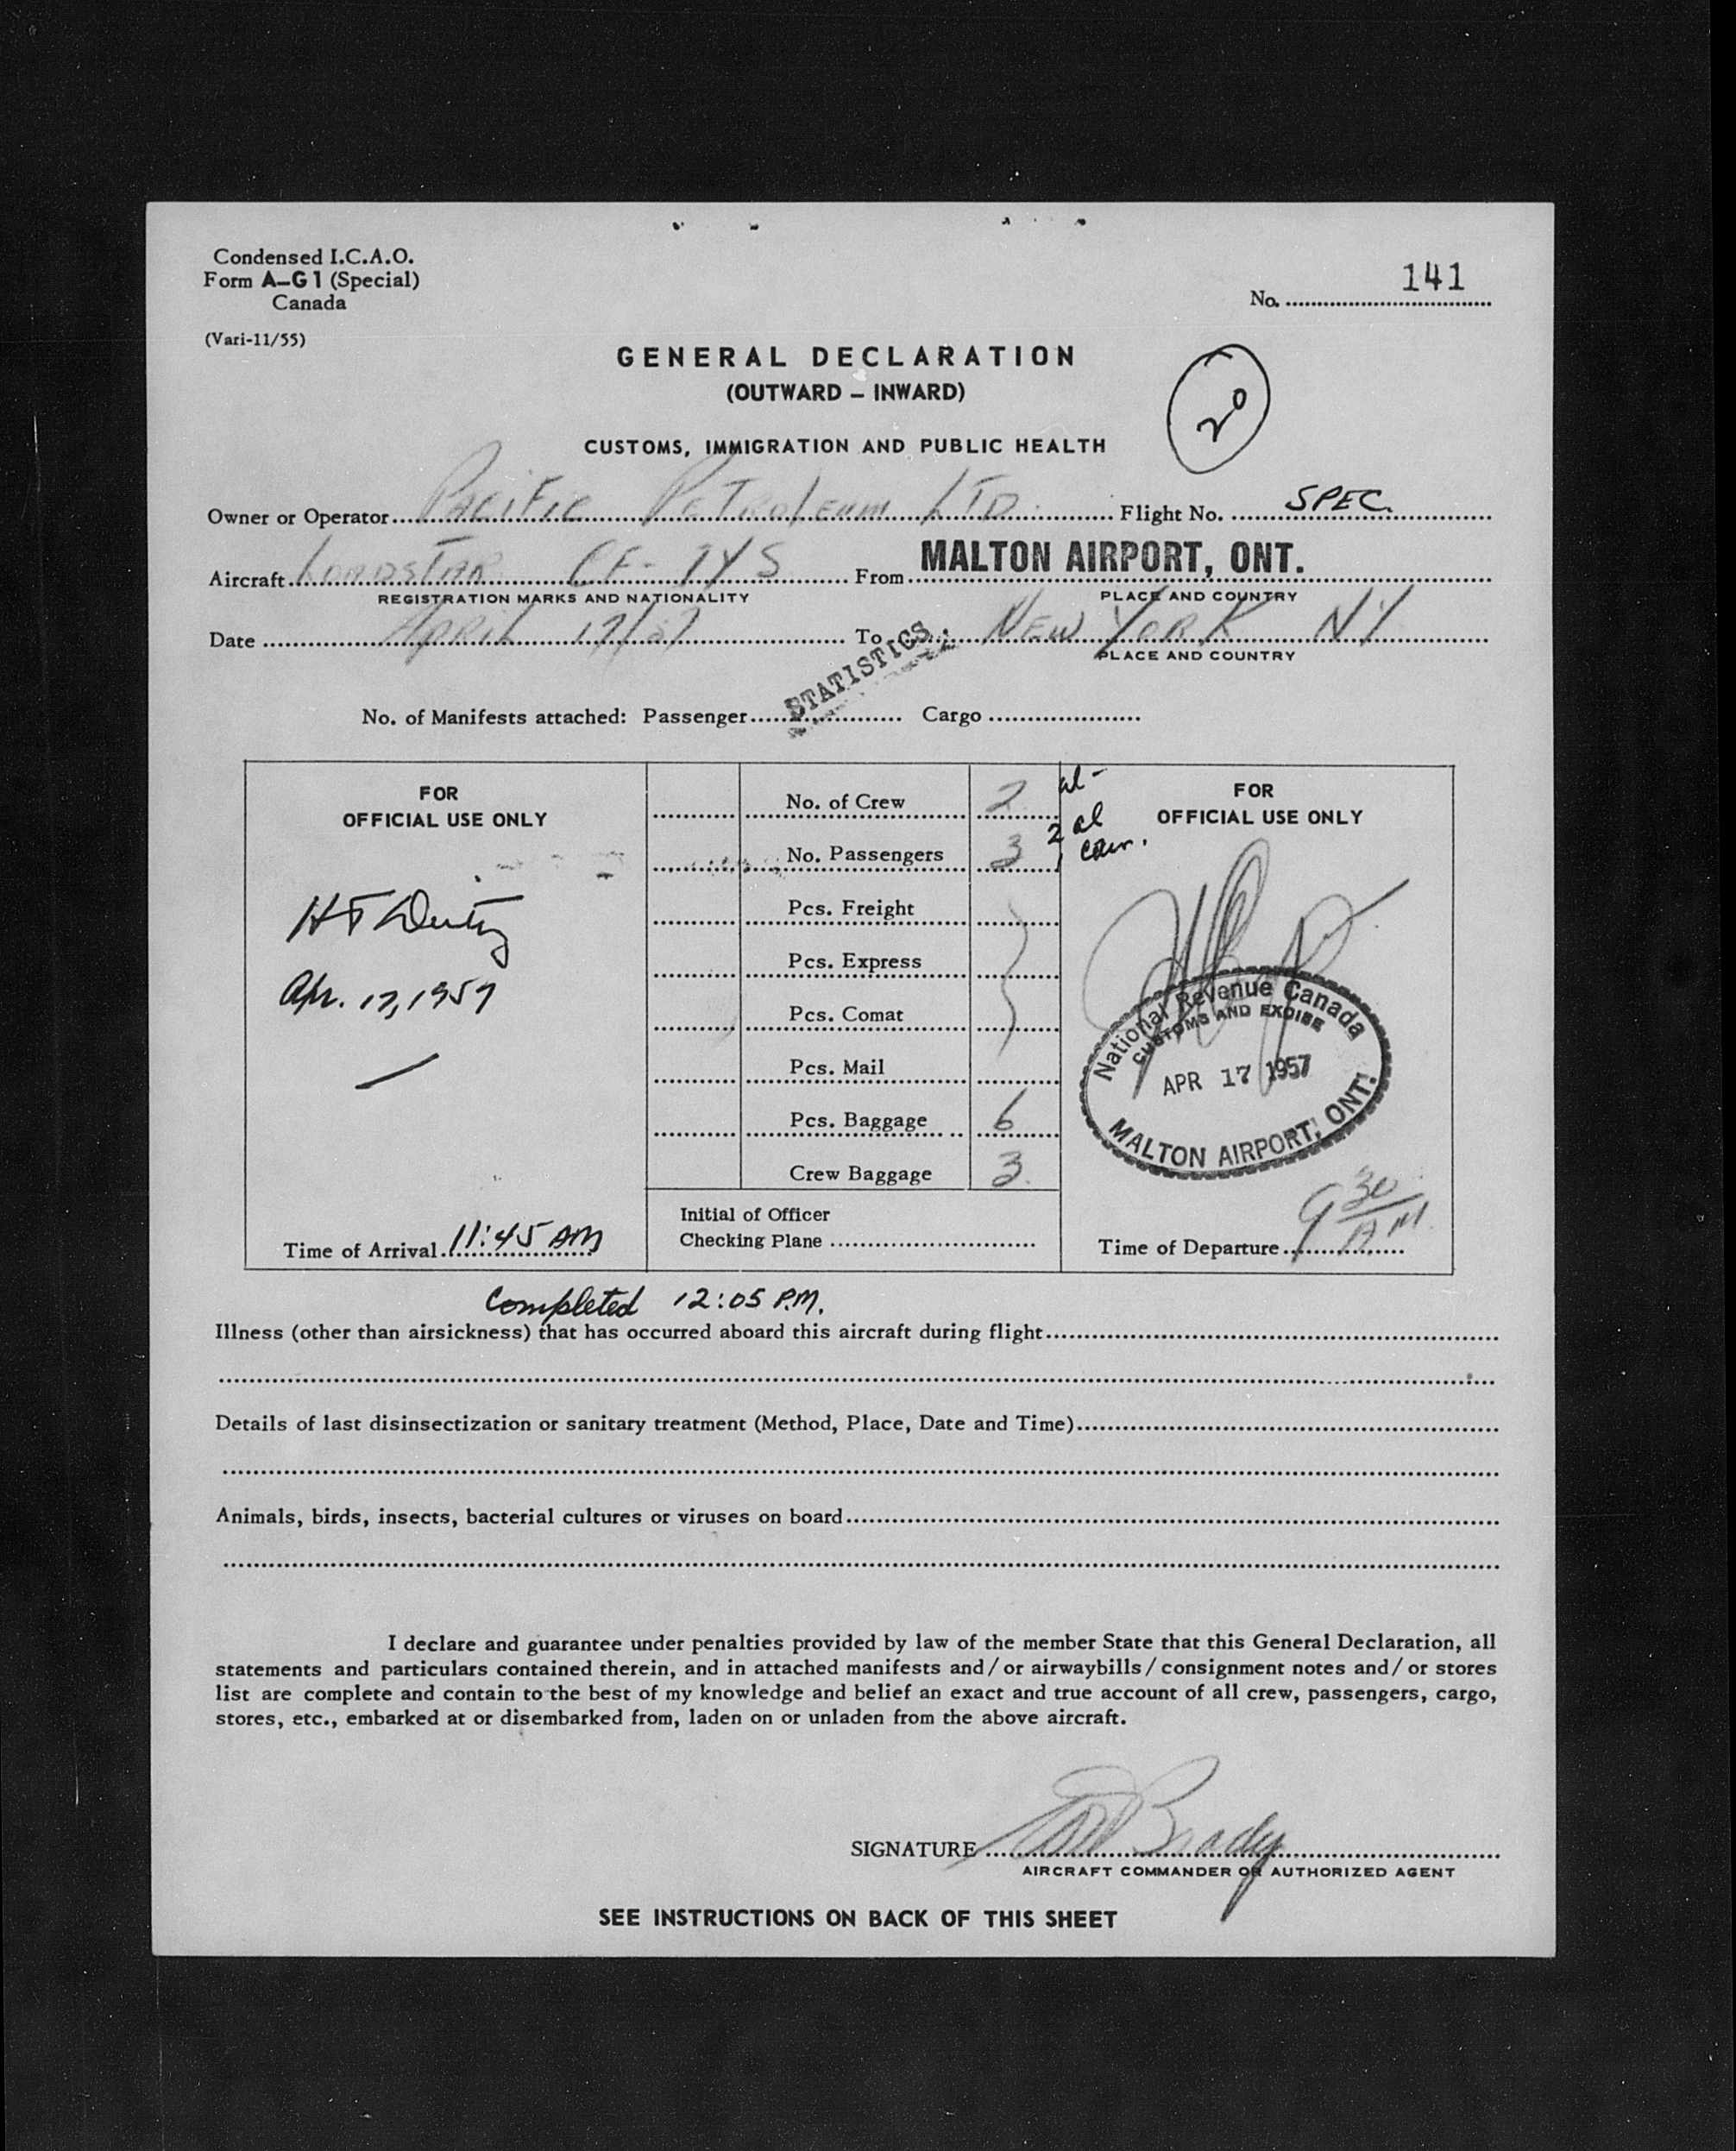 Condensed I.C.A.O.
Form A–G1 (Special)
Canada
(Vari-11/55)
No. 141
GENERAL DECLARATION
(OUTWARD – INWARD)
20
CUSTOMS, IMMIGRATION AND PUBLIC HEALTH
Owner or Operator Pacific Petroleum LTD. Flight No. SPEC.
Aircraft LOADSTAR CF-TYS From MALTON AIRPORT, ONT.
REGISTRATION MARKS AND NATIONALITY PLACE AND COUNTRY
Date April 17/57 To NEW YORK NY
PLACE AND COUNTRY
STATISTICS
No. of Manifests attached: Passenger Cargo
FOR
OFFICIAL USE ONLY
H F
Apr. 17, 1957
Time of Arrival 11:45 AM
No. of Crew 2 al
No. Passengers 3 2 al
Pcs. Freight
Pcs. Express
Pcs. Comat
Pcs. Mail
Pcs. Baggage 6
Crew Baggage 3
Initial of Officer
Checking Plane
FOR
OFFICIAL USE ONLY
National Revenue Canada
CUSTOMS AND EXCISE
APR 17 1957
MALTON AIRPORT, ONT.
Time of Departure 9 30 AM
Completed 12:05 P.M.
Illness (other than airsickness) that has occurred aboard this aircraft during flight
Details of last disinsectization or sanitary treatment (Method, Place, Date and Time)
Animals, birds, insects, bacterial cultures or viruses on board
I declare and guarantee under penalties provided by law of the member State that this General Declaration, all
statements and particulars contained therein, and in attached manifests and/or airwaybills/consignment notes and/or stores
list are complete and contain to the best of my knowledge and belief an exact and true account of all crew, passengers, cargo,
stores, etc., embarked at or disembarked from, laden on or unladen from the above aircraft.
SIGNATURE Brady
AIRCRAFT COMMANDER OR AUTHORIZED AGENT
SEE INSTRUCTIONS ON BACK OF THIS SHEET